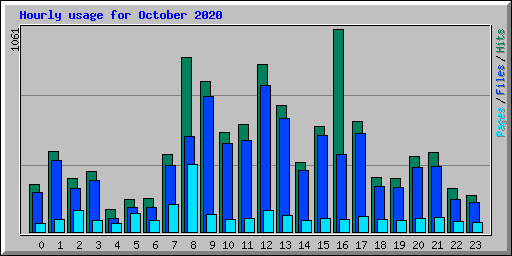 Hourly usage for October 2020
1061
Pages / Files / Hits
0 1 2 3 4 5 6 7 8 9 10 11 12 13 14 15 16 17 18 19 20 21 22 23